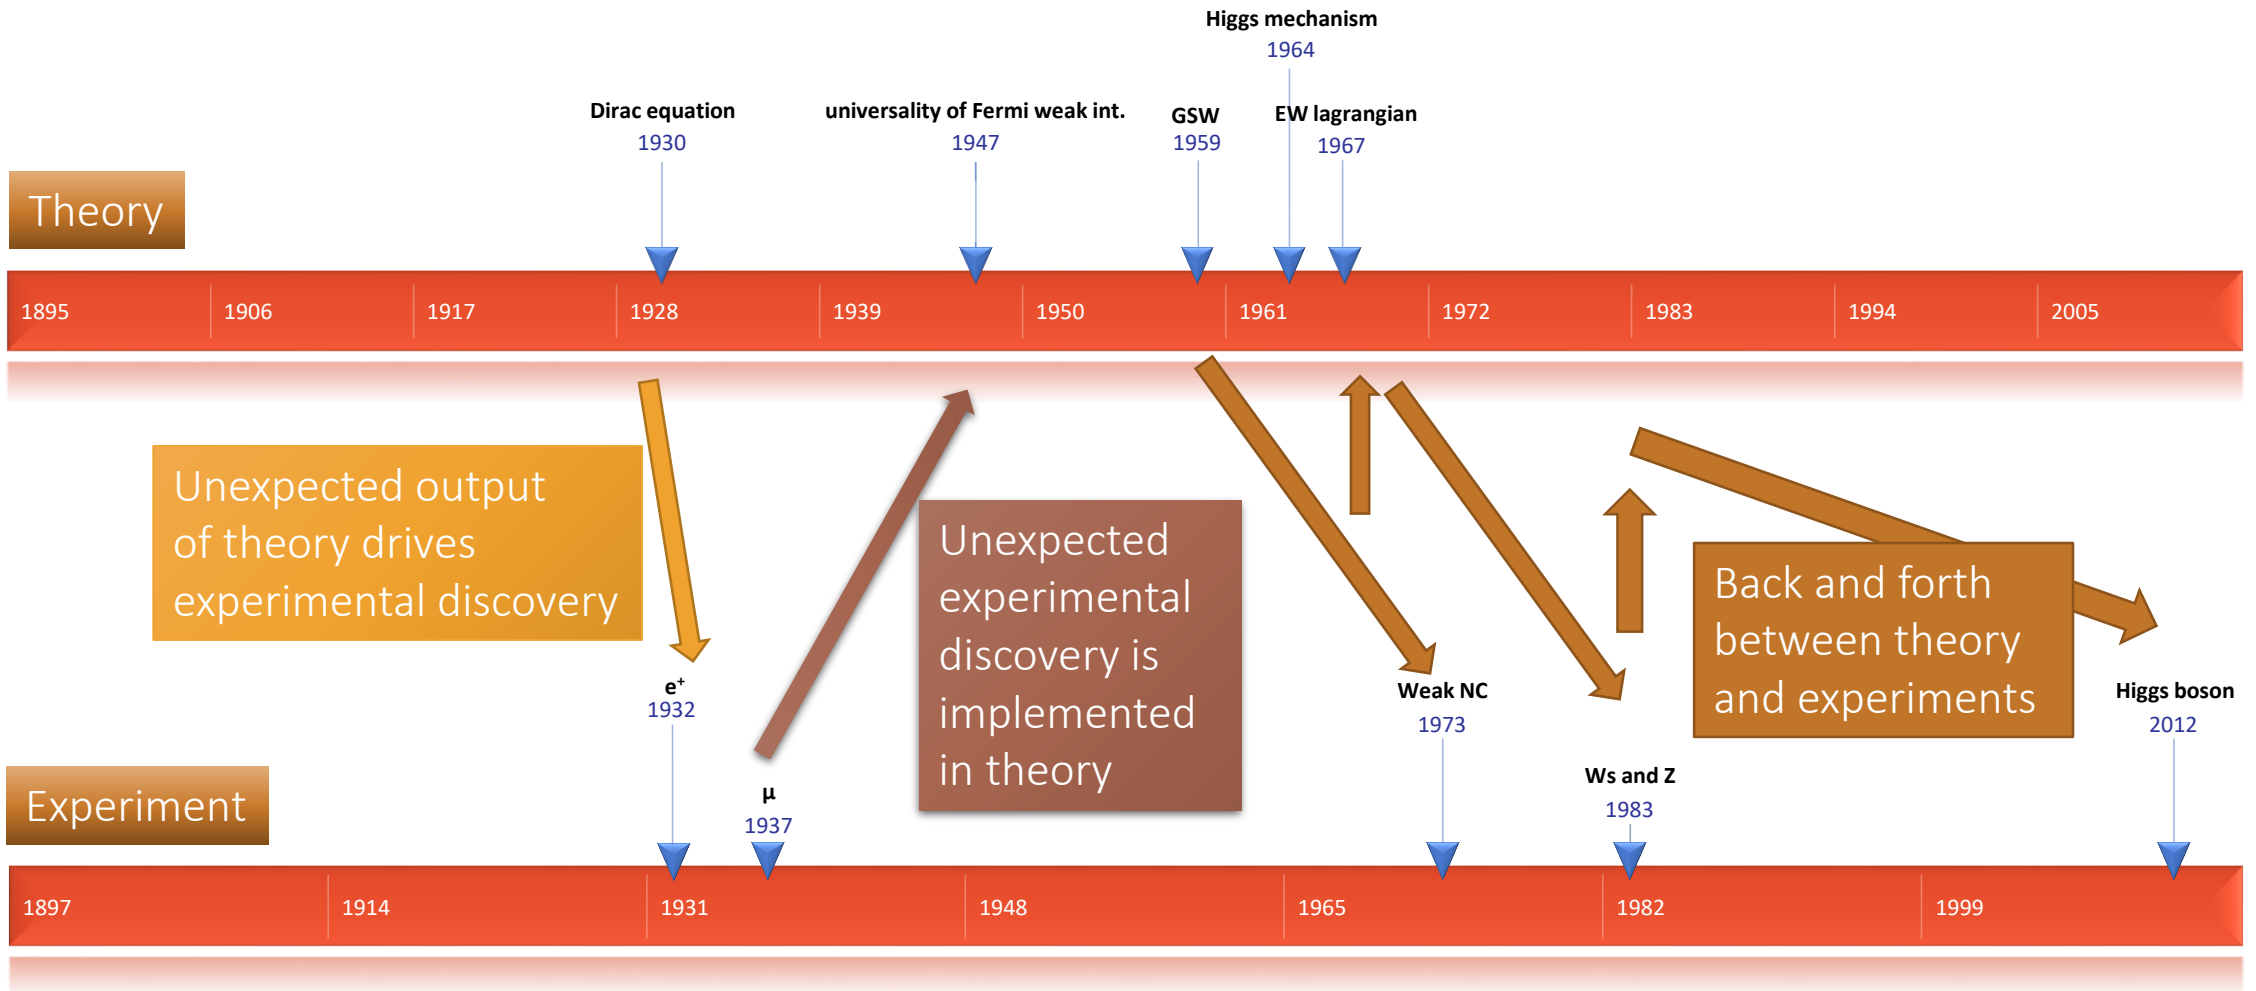 Higgs mechanism
1964
Dirac equation
1930
universality of Fermi weak int.
1947
GSW
1959
EW lagrangian
1967
Theory
1895 1906 1917 1928 1939 1950 1961 1972 1983 1994 2005
Unexpected output
of theory drives
experimental discovery
Unexpected
experimental
discovery is
implemented
in theory
Back and forth
between theory
and experiments
e⁺
1932
µ
1937
Weak NC
1973
Ws and Z
1983
Higgs boson
2012
Experiment
1897 1914 1931 1948 1965 1982 1999